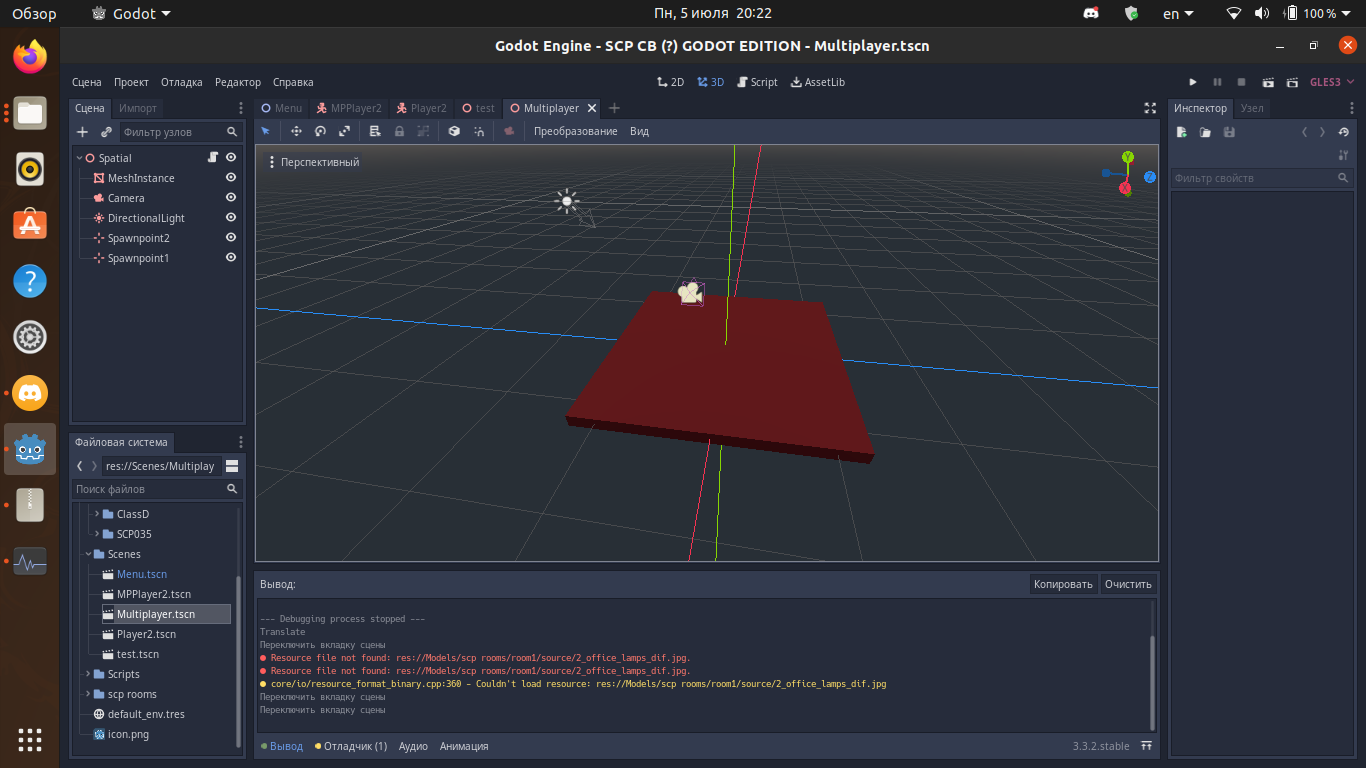 Обзор
Godot
Пн, 5 июля 20:22
en
100 %
Godot Engine - SCP CB (?) GODOT EDITION - Multiplayer.tscn
Сцена Проект Отладка Редактор Справка
2D 3D Script AssetLib
GLES3
Сцена Импорт
Menu MPPlayer2 Player2 test Multiplayer
Инспектор Узел
Фильтр узлов
Преобразование Вид
Spatial
MeshInstance
Camera
DirectionalLight
Spawnpoint2
Spawnpoint1
Перспективный
Y
Z
X
Фильтр свойств
Файловая система
res://Scenes/Multiplay
Поиск файлов
ClassD
SCP035
Scenes
Menu.tscn
MPPlayer2.tscn
Multiplayer.tscn
Player2.tscn
test.tscn
Scripts
scp rooms
default_env.tres
icon.png
Вывод:
Копировать Очистить
--- Debugging process stopped ---
Translate
Переключить вкладку сцены
Resource file not found: res://Models/scp rooms/room1/source/2_office_lamps_dif.jpg.
Resource file not found: res://Models/scp rooms/room1/source/2_office_lamps_dif.jpg.
core/io/resource_format_binary.cpp:360 - Couldn't load resource: res://Models/scp rooms/room1/source/2_office_lamps_dif.jpg
Переключить вкладку сцены
Переключить вкладку сцены
Вывод Отладчик (1) Аудио Анимация
3.3.2.stable